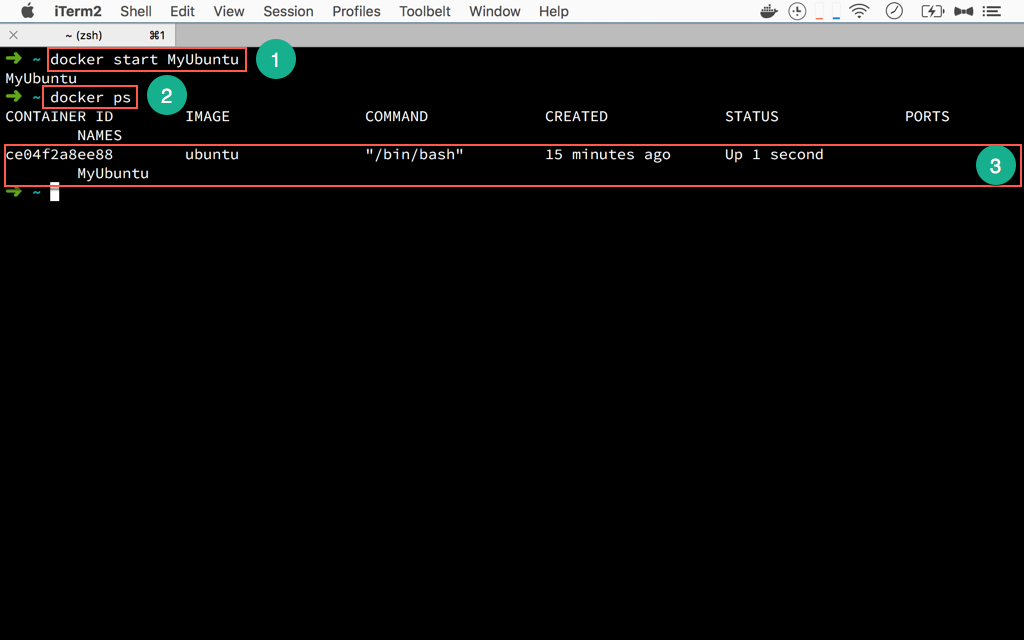 iTerm2 Shell Edit View Session Profiles Toolbelt Window Help
~ (zsh) ⌘1
➜ ~ docker start MyUbuntu 1
MyUbuntu
➜ ~ docker ps 2
CONTAINER ID IMAGE COMMAND CREATED STATUS PORTS
NAMES
ce04f2a8ee88 ubuntu "/bin/bash" 15 minutes ago Up 1 second 3
MyUbuntu
➜ ~